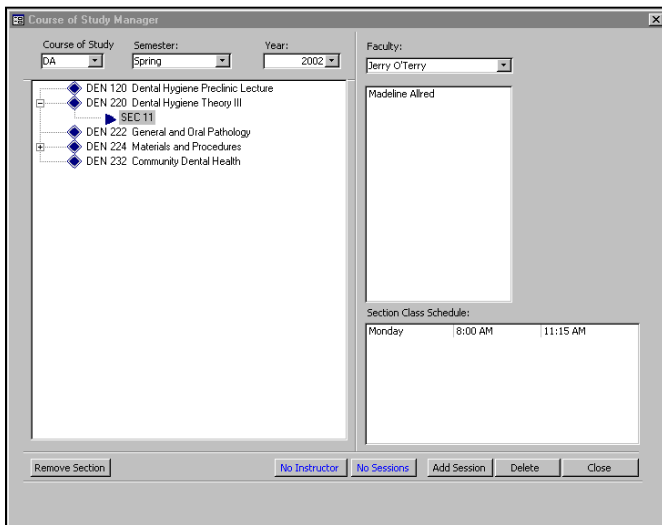 Course of Study Manager
Course of Study Semester: Year:
DA Spring 2002
DEN 120 Dental Hygiene Preclinic Lecture
DEN 220 Dental Hygiene Theory III
SEC 11
DEN 222 General and Oral Pathology
DEN 224 Materials and Procedures
DEN 232 Community Dental Health
Faculty:
Jerry O'Terry
Madeline Allred
Section Class Schedule:
Monday 8:00 AM 11:15 AM
Remove Section No Instructor No Sessions Add Session Delete Close